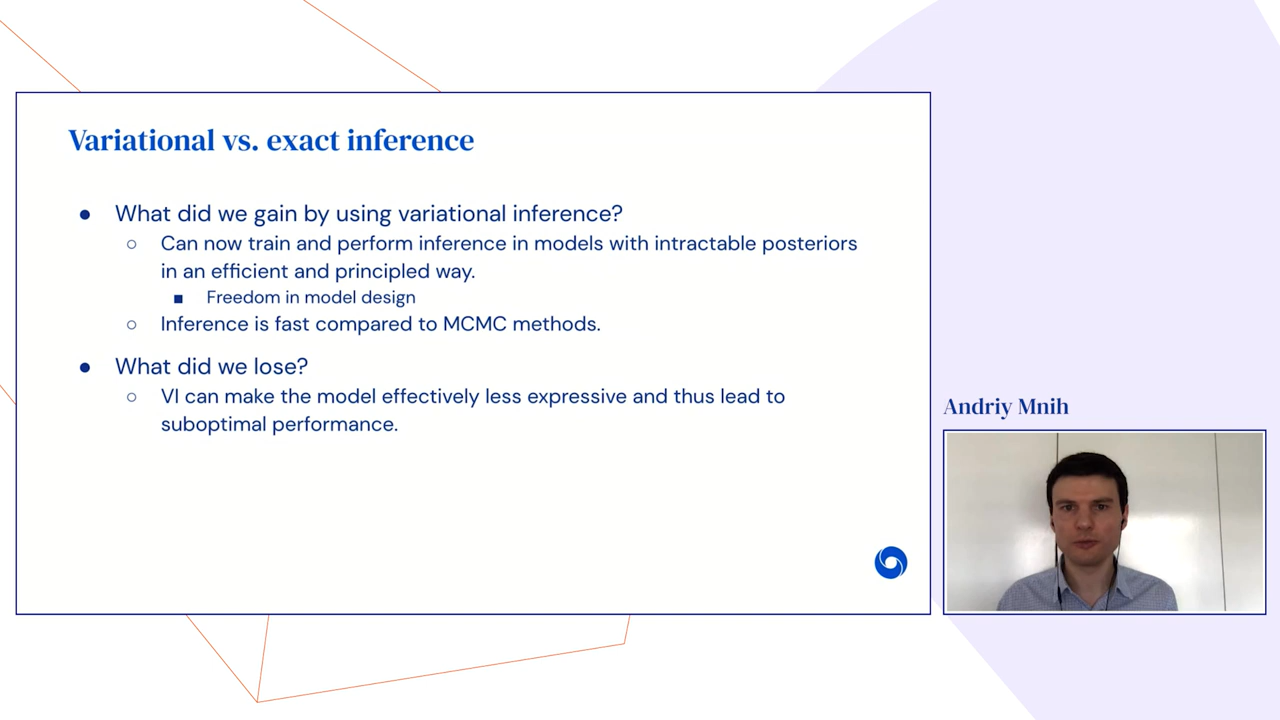 Variational vs. exact inference
● What did we gain by using variational inference?
○ Can now train and perform inference in models with intractable posteriors
in an efficient and principled way.
■ Freedom in model design
○ Inference is fast compared to MCMC methods.
● What did we lose?
○ VI can make the model effectively less expressive and thus lead to
suboptimal performance.
Andriy Mnih